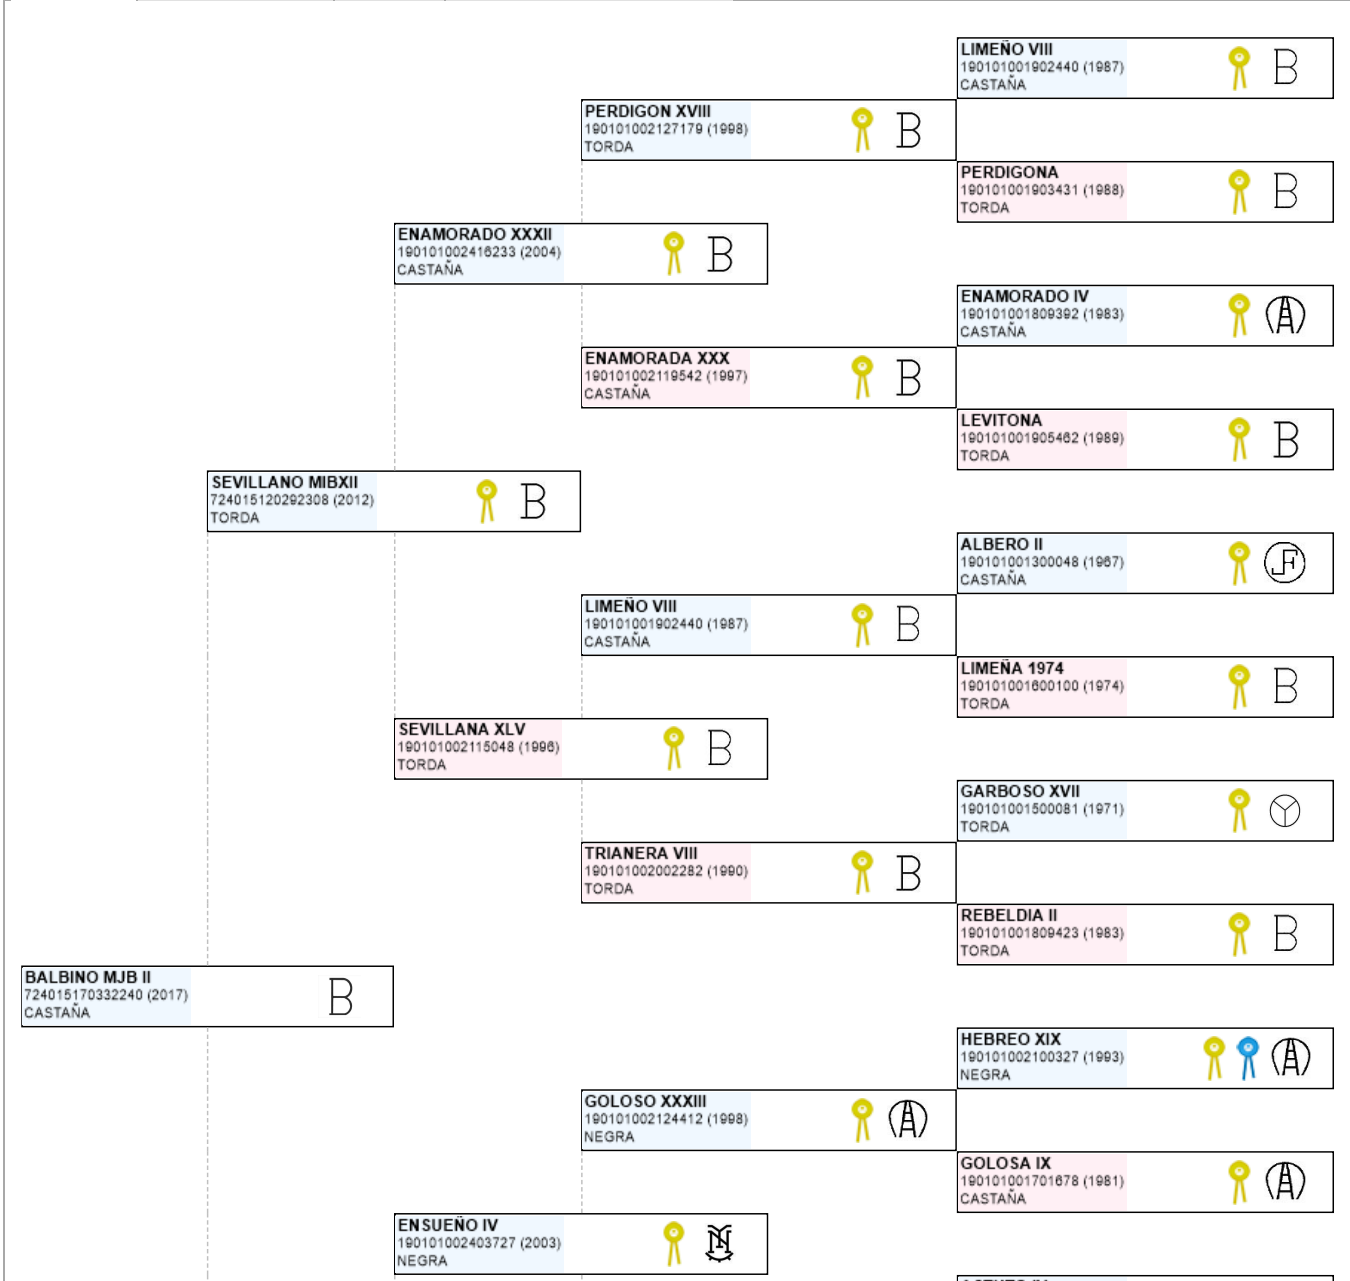 LIMEÑO VIII
190101001902440 (1987)
CASTAÑA
B
PERDIGON XVIII
190101002127179 (1998)
TORDA
B
PERDIGONA
190101001903431 (1988)
TORDA
B
ENAMORADO XXXII
190101002416233 (2004)
CASTAÑA
B
ENAMORADO IV
190101001809392 (1983)
CASTAÑA
ENAMORADA XXX
190101002119542 (1997)
CASTAÑA
B
LEVITONA
190101001905462 (1989)
TORDA
B
SEVILLANO MIBXII
724015120292308 (2012)
TORDA
B
ALBERO II
190101001300048 (1967)
CASTAÑA
LIMEÑO VIII
190101001902440 (1987)
CASTAÑA
B
LIMEÑA 1974
190101001600100 (1974)
TORDA
B
SEVILLANA XLV
190101002115048 (1996)
TORDA
B
GARBOSO XVII
190101001500081 (1971)
TORDA
TRIANERA VIII
190101002002282 (1990)
TORDA
B
REBELDIA II
190101001809423 (1983)
TORDA
B
BALBINO MJB II
724015170332240 (2017)
CASTAÑA
B
HEBREO XIX
190101002100327 (1993)
NEGRA
GOLOSO XXXIII
190101002124412 (1998)
NEGRA
GOLOSA IX
190101001701678 (1981)
CASTAÑA
ENSUEÑO IV
190101002403727 (2003)
NEGRA